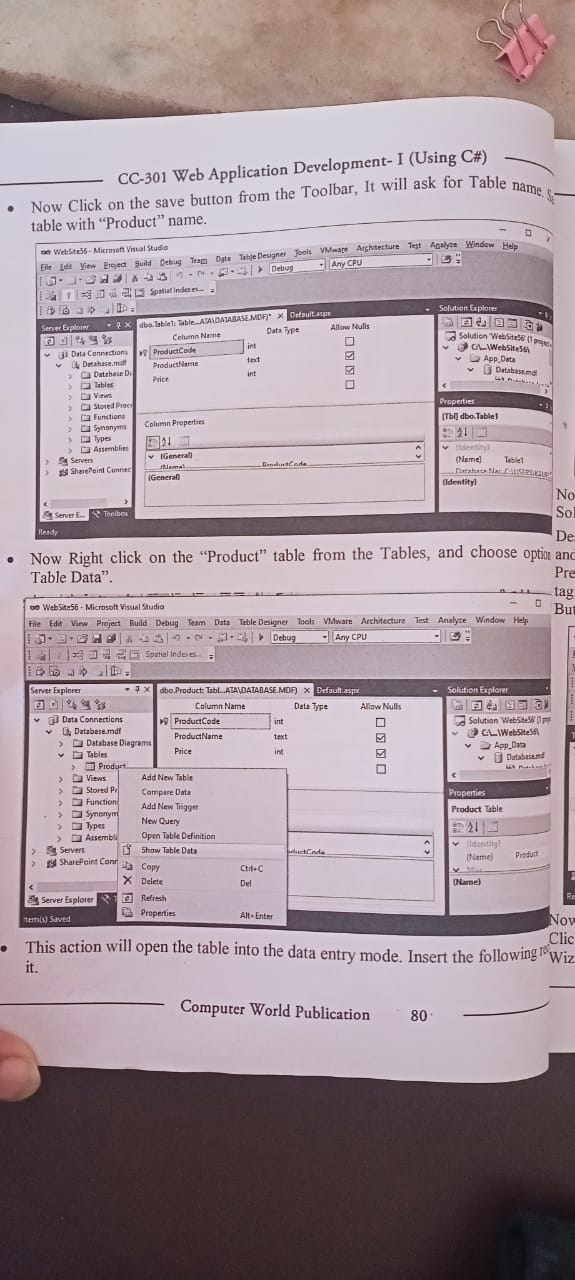 CC-301 Web Application Development- I (Using C#)
• Now Click on the save button from the Toolbar, It will ask for Table name.
table with “Product” name.
WebSite56 - Microsoft Visual Studio
File Edit View Project Build Debug Team Data Table Designer Tools VMware Architecture Test Analyze Window Help
Debug Any CPU
Spatial Indexes...
Server Explorer
dbo.Table1: Table...ATA\DATABASE.MDF)* Default.aspx
Solution Explorer
Column Name Data Type Allow Nulls
ProductCode int
ProductName text
Price int
Data Connections
Database.mdf
Database Di
Tables
Views
Stored Proc
Functions
Synonyms
Types
Assemblies
Servers
SharePoint Connec
Server E... Toolbox
Ready
Column Properties
(General)
(Name) ProductCode
(General)
Solution 'WebSite56' (1 project
C:\...\WebSite56\
App_Data
Database.mdf
Properties
[Tbl] dbo.Table1
(Identity)
(Name) Table1
(Identity)
• Now Right click on the “Product” table from the Tables, and choose option
Table Data”.
WebSite56 - Microsoft Visual Studio
File Edit View Project Build Debug Team Data Table Designer Tools VMware Architecture Test Analyze Window Help
Debug Any CPU
Spatial Indexes...
Server Explorer
dbo.Product: Tabl...ATA\DATABASE.MDF) Default.aspx
Solution Explorer
Column Name Data Type Allow Nulls
ProductCode int
ProductName text
Price int
Data Connections
Database.mdf
Database Diagrams
Tables
Product
Views
Stored Pr
Function
Synonym
Types
Assembli
Servers
SharePoint Conr
Server Explorer
Item(s) Saved
Add New Table
Compare Data
Add New Trigger
New Query
Open Table Definition
Show Table Data
Copy Ctrl+C
Delete Del
Refresh
Properties Alt+Enter
ductCode
Solution 'WebSite56' (1 pro
C:\...\WebSite56\
App_Data
Database.md
Properties
Product Table
(Identity)
(Name) Product
(Name)
• This action will open the table into the data entry mode. Insert the following
it.
Computer World Publication 80
No
Sol
De
and
Pre
tag
But
Re
Now
Clic
Wiz